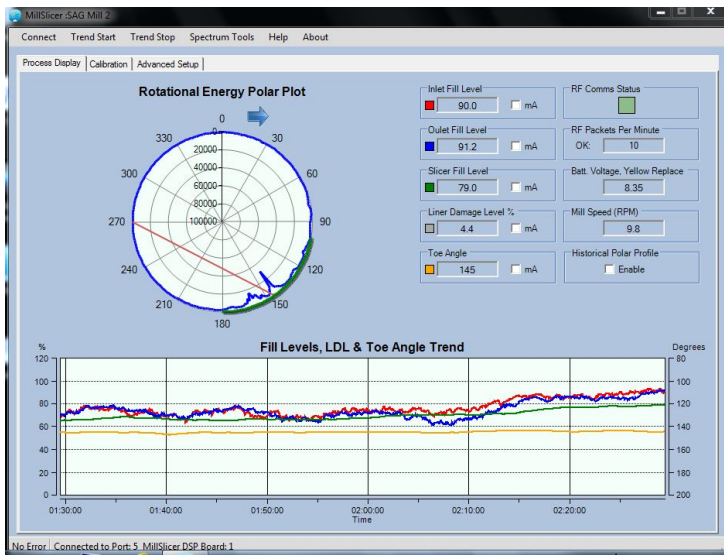 MillSlicer :SAG Mill 2
Connect Trend Start Trend Stop Spectrum Tools Help About
Process Display Calibration Advanced Setup
Rotational Energy Polar Plot
0
30
60
90
120
150
180
210
240
270
300
330
0
20000
40000
60000
80000
100000
Inlet Fill Level
90.0 mA
Oulet Fill Level
91.2 mA
Slicer Fill Level
79.0 mA
Liner Damage Level %
4.4 mA
Toe Angle
145 mA
RF Comms Status
RF Packets Per Minute
OK: 10
Batt. Voltage, Yellow Replace
8.35
Mill Speed (RPM)
9.8
Historical Polar Profile
Enable
Fill Levels, LDL & Toe Angle Trend
%
120
100
80
60
40
20
0
Degrees
80
100
120
140
160
180
200
01:30:00 01:40:00 01:50:00 02:00:00 02:10:00 02:20:00
Time
No Error Connected to Port: 5 MillSlicer DSP Board: 1